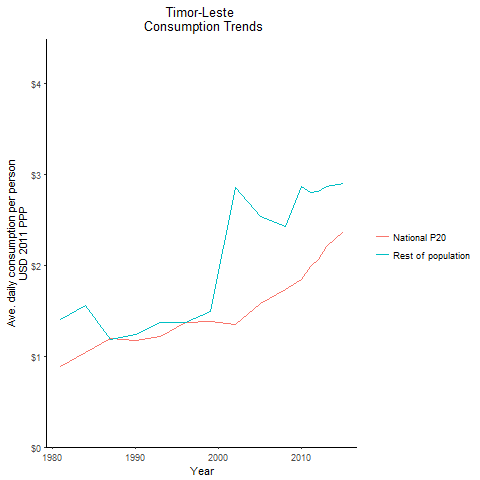 Timor-Leste
Consumption Trends
Ave. daily consumption per person
USD 2011 PPP
$4
$3
$2
$1
$0
1980
1990
2000
2010
Year
National P20
Rest of population